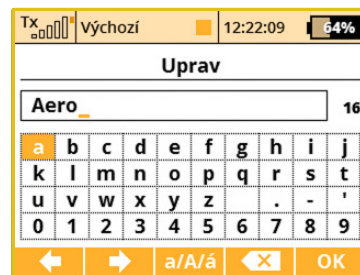 Tx Výchozí 12:22:09 64%
Uprav
Aero_ 16
a b c d e f g h i j
k l m n o p q r s t
u v w x y z . - '
0 1 2 3 4 5 6 7 8 9
a/A/á OK